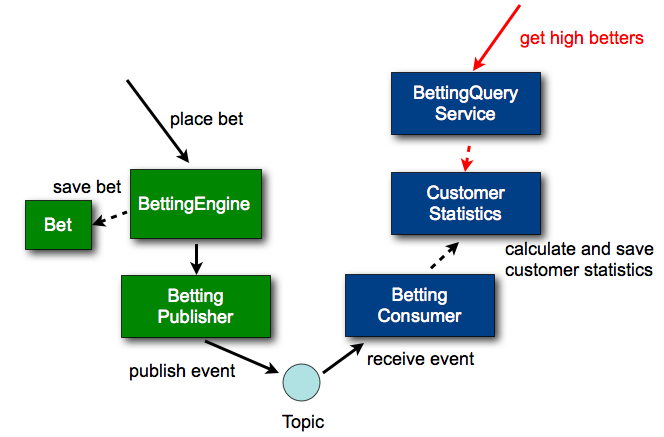 get high betters
BettingQuery
Service
place bet
save bet
BettingEngine
Bet
Customer
Statistics
calculate and save
customer statistics
Betting
Publisher
Betting
Consumer
publish event
receive event
Topic